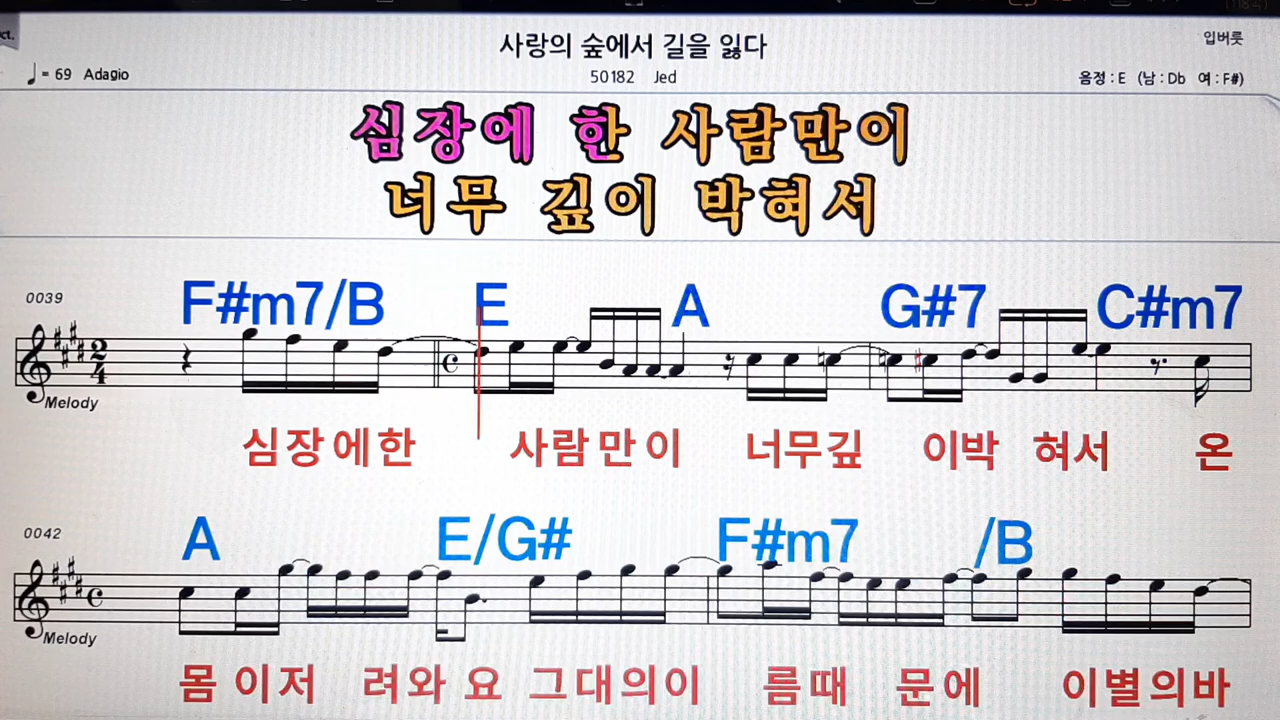 사랑의 숲에서 길을 잃다
입버릇
= 69 Adagio
50182 Jed
음정 : E (남 : Db 여 : F#)
심장에 한 사람만이
너무 깊이 박혀서
0039
F#m7/B E A G#7 C#m7
2
4
Melody
심장에한 사람만이 너무깊 이박 혀서 온
0042
A E/G# F#m7 /B
Melody
몸 이저 려와 요 그대의이 름때 문에 이별의바